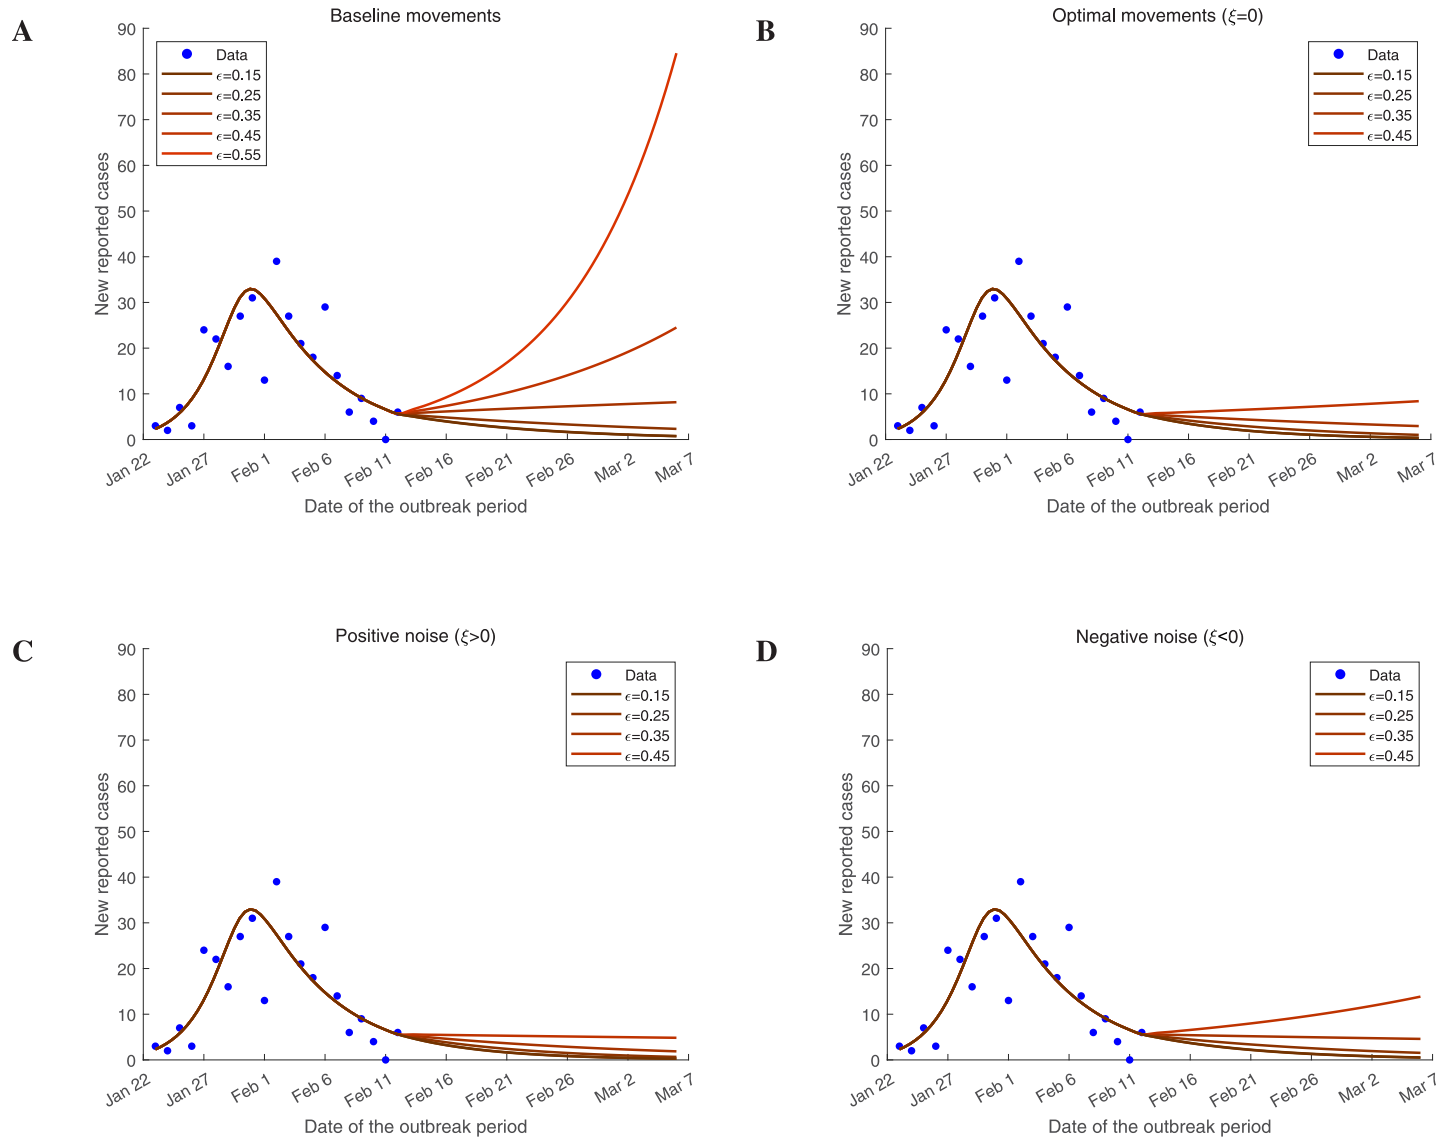 A
Baseline movements
90
80
70
60
50
40
30
20
10
0
New reported cases
Data
ϵ=0.15
ϵ=0.25
ϵ=0.35
ϵ=0.45
ϵ=0.55
Jan 22
Jan 27
Feb 1
Feb 6
Feb 11
Feb 16
Feb 21
Feb 26
Mar 2
Mar 7
Date of the outbreak period
B
Optimal movements (ξ=0)
90
80
70
60
50
40
30
20
10
0
New reported cases
Data
ϵ=0.15
ϵ=0.25
ϵ=0.35
ϵ=0.45
Jan 22
Jan 27
Feb 1
Feb 6
Feb 11
Feb 16
Feb 21
Feb 26
Mar 2
Mar 7
Date of the outbreak period
C
Positive noise (ξ>0)
90
80
70
60
50
40
30
20
10
0
New reported cases
Data
ϵ=0.15
ϵ=0.25
ϵ=0.35
ϵ=0.45
Jan 22
Jan 27
Feb 1
Feb 6
Feb 11
Feb 16
Feb 21
Feb 26
Mar 2
Mar 7
Date of the outbreak period
D
Negative noise (ξ<0)
90
80
70
60
50
40
30
20
10
0
New reported cases
Data
ϵ=0.15
ϵ=0.25
ϵ=0.35
ϵ=0.45
Jan 22
Jan 27
Feb 1
Feb 6
Feb 11
Feb 16
Feb 21
Feb 26
Mar 2
Mar 7
Date of the outbreak period